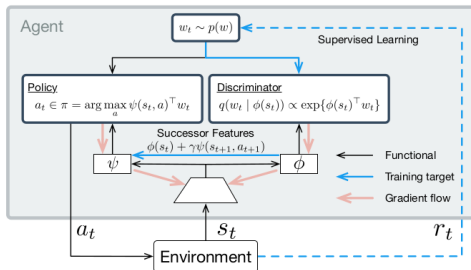 Agent
w_t ~ p(w)
Supervised Learning
Policy
a_t ∈ π = arg max_a ψ(s_t, a)^⊤ w_t
Discriminator
q(w_t | ϕ(s_t)) ∝ exp{ϕ(s_t)^⊤ w_t}
Successor Features
ϕ(s_t) + γψ(s_{t+1}, a_{t+1})
ψ
ϕ
Functional
Training target
Gradient flow
a_t
s_t
r_t
Environment